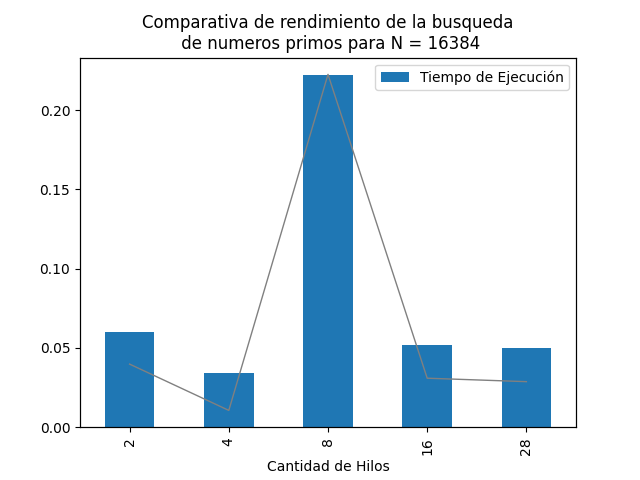 Comparativa de rendimiento de la busqueda
de numeros primos para N = 16384
Tiempo de Ejecución
0.20
0.15
0.10
0.05
0.00
2
4
8
16
28
Cantidad de Hilos